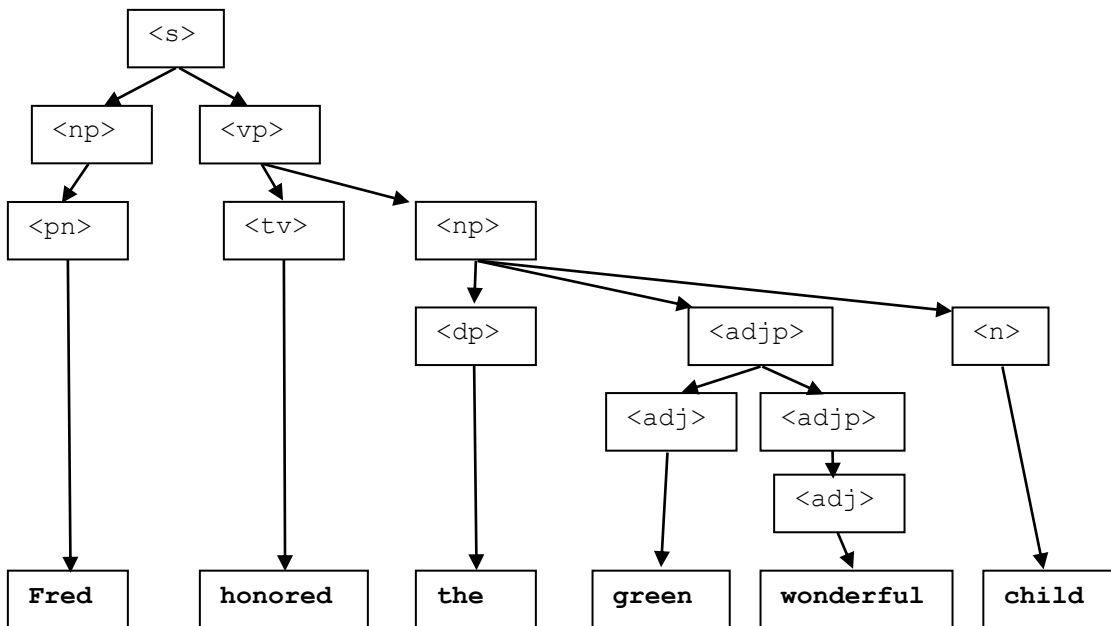 <s>
<np> <vp>
<pn> <tv> <np>
<dp> <adjp> <n>
<adj> <adjp>
<adj>
Fred honored the green wonderful child